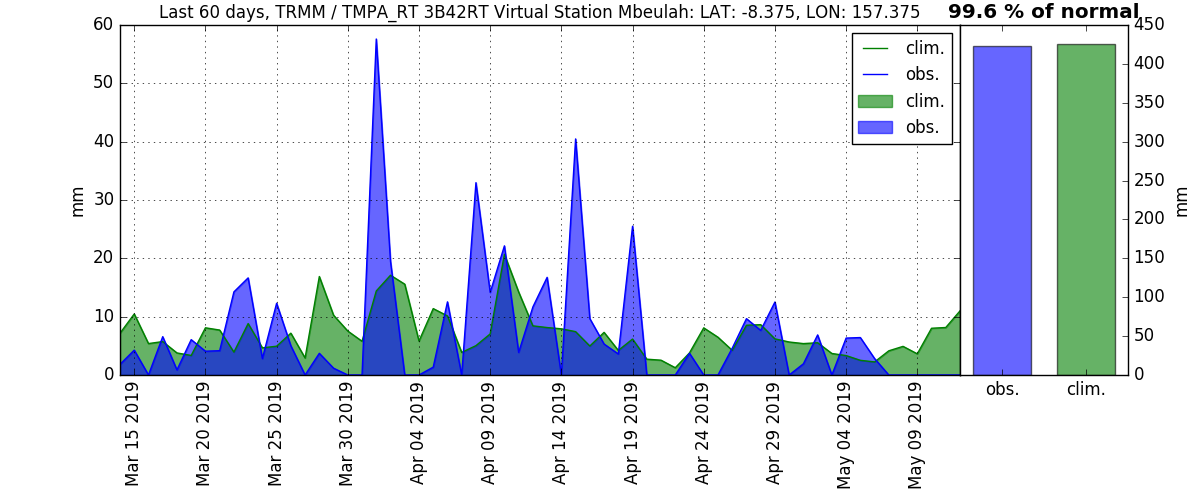 Last 60 days, TRMM / TMPA_RT 3B42RT Virtual Station Mbeulah: LAT: -8.375, LON: 157.375
99.6 % of normal
60
50
40
30
20
10
0
mm
clim.
obs.
clim.
obs.
450
400
350
300
250
200
150
100
50
0
mm
obs.
clim.
Mar 15 2019
Mar 20 2019
Mar 25 2019
Mar 30 2019
Apr 04 2019
Apr 09 2019
Apr 14 2019
Apr 19 2019
Apr 24 2019
Apr 29 2019
May 04 2019
May 09 2019